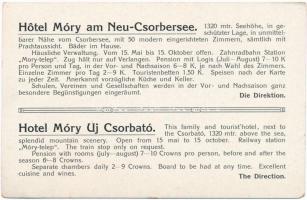 Hôtel Móry am Neu-Csorbersee. 1320 mtr. Seehöhe, in ge-
schützter Lage, in unmittel-
barer Nähe vom Csorbersee, mit 50 modern eingerichteten Zimmern, sämtlich mit
Prachtaussicht. Bäder im Hause.
Häusliche Verwaltung. Vom 15. Mai bis 15. Oktober offen. Zahnradbahn Station
„Móry-telep". Zug hält nur auf Verlangen. Pension mit Logis (Juli—August) 7—10 K
pro Person und Tag, in der Vor- und Nachsaison 6—8 K, je nach Wahl des Zimmers.
Einzelne Zimmer pro Tag 2—9 K. Touristenbetten 1.50 K. Speisen nach der Karte
zu jeder Zeit. Anerkannt vorzügliche Küche und Keller.
Schulen, Vereinen und Gesellschaften werden in der Vor- und Nachsaison ganz
besondere Begünstigungen eingeräumt. Die Direktion.
Hotel Móry Uj Csorbató. This family and tourist'hotel, next to
the Csorbató, 1320 mtr. above the sea,
splendid mountain scenery. Open from 15 mai to 15 october. Railway station
„Móry-telep". The train stop only on request.
Pension with rooms (july—august) 7—10 Crowns pro person, before and after the
season 6—8 Crowns.
Separate chambers daily 2—9 Crowns. Board to be had at any time. Excellent
cuisine and wines. The Direction.